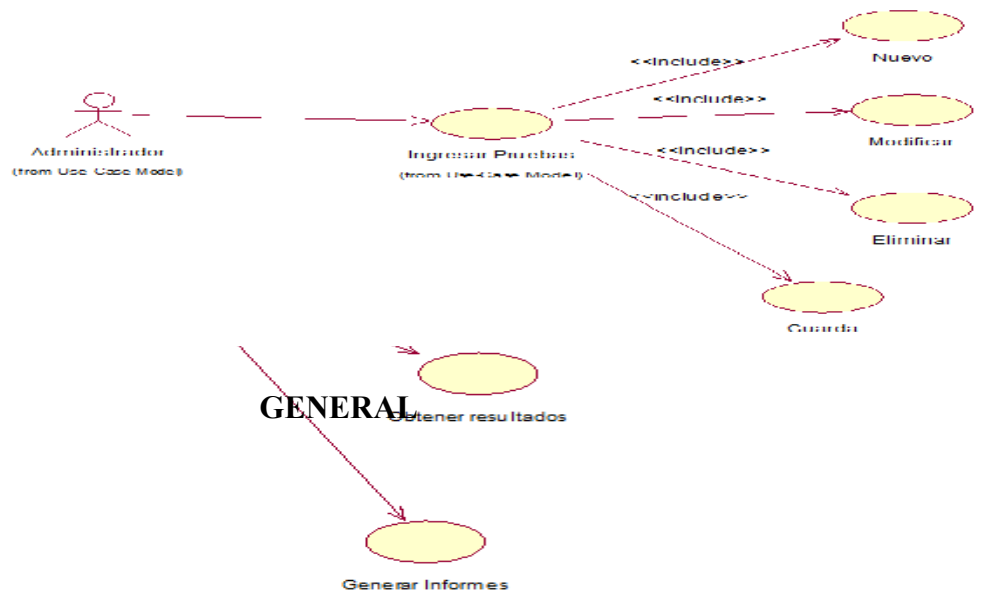 <<include>>
Nuevo
<<include>>
Modificar
Administrador
(from Use-Case Model)
Ingresar Pruebas
(from Use-Case Model)
<<include>>
Eliminar
<<include>>
Guarda
GENERAL
Obtener resultados
Generar Informes